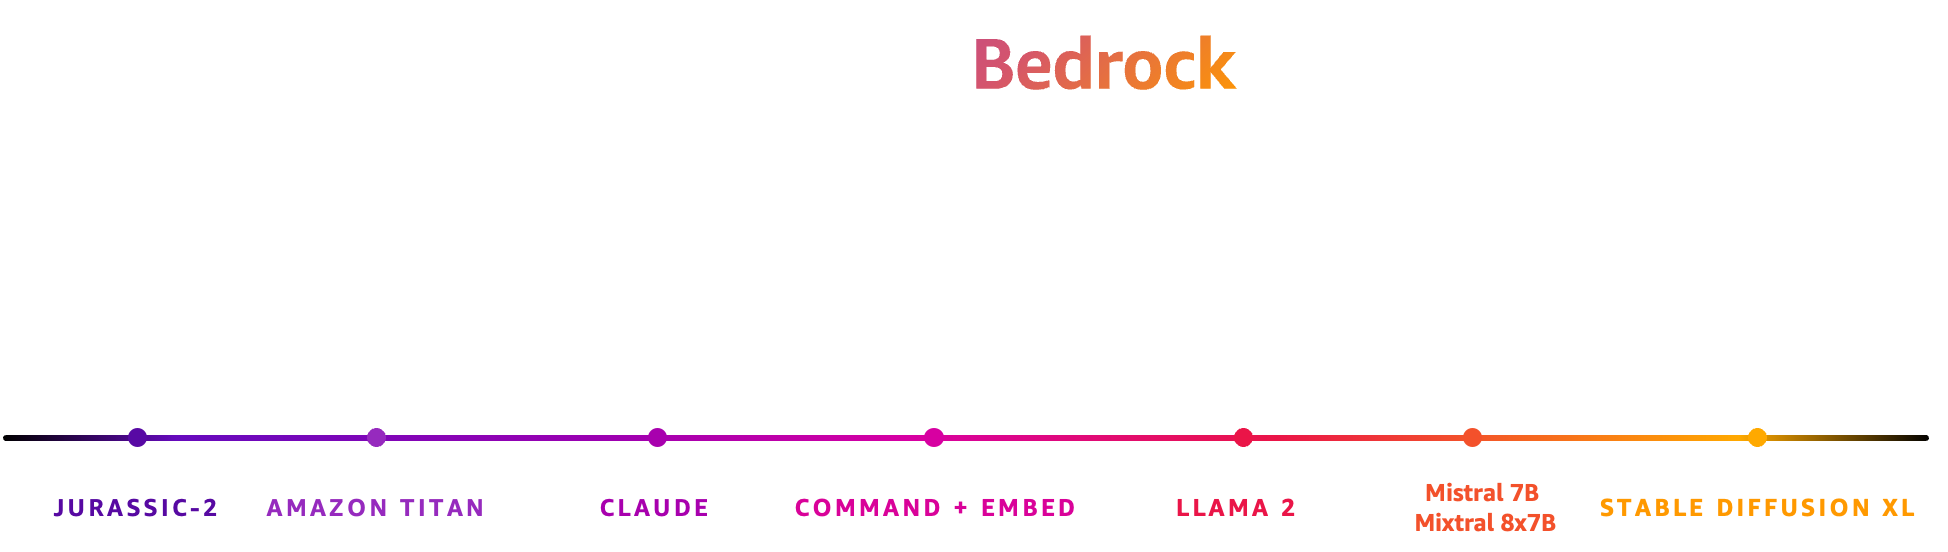 Bedrock
JURASSIC-2
AMAZON TITAN
CLAUDE
COMMAND + EMBED
LLAMA 2
Mistral 7B
Mixtral 8x7B
STABLE DIFFUSION XL